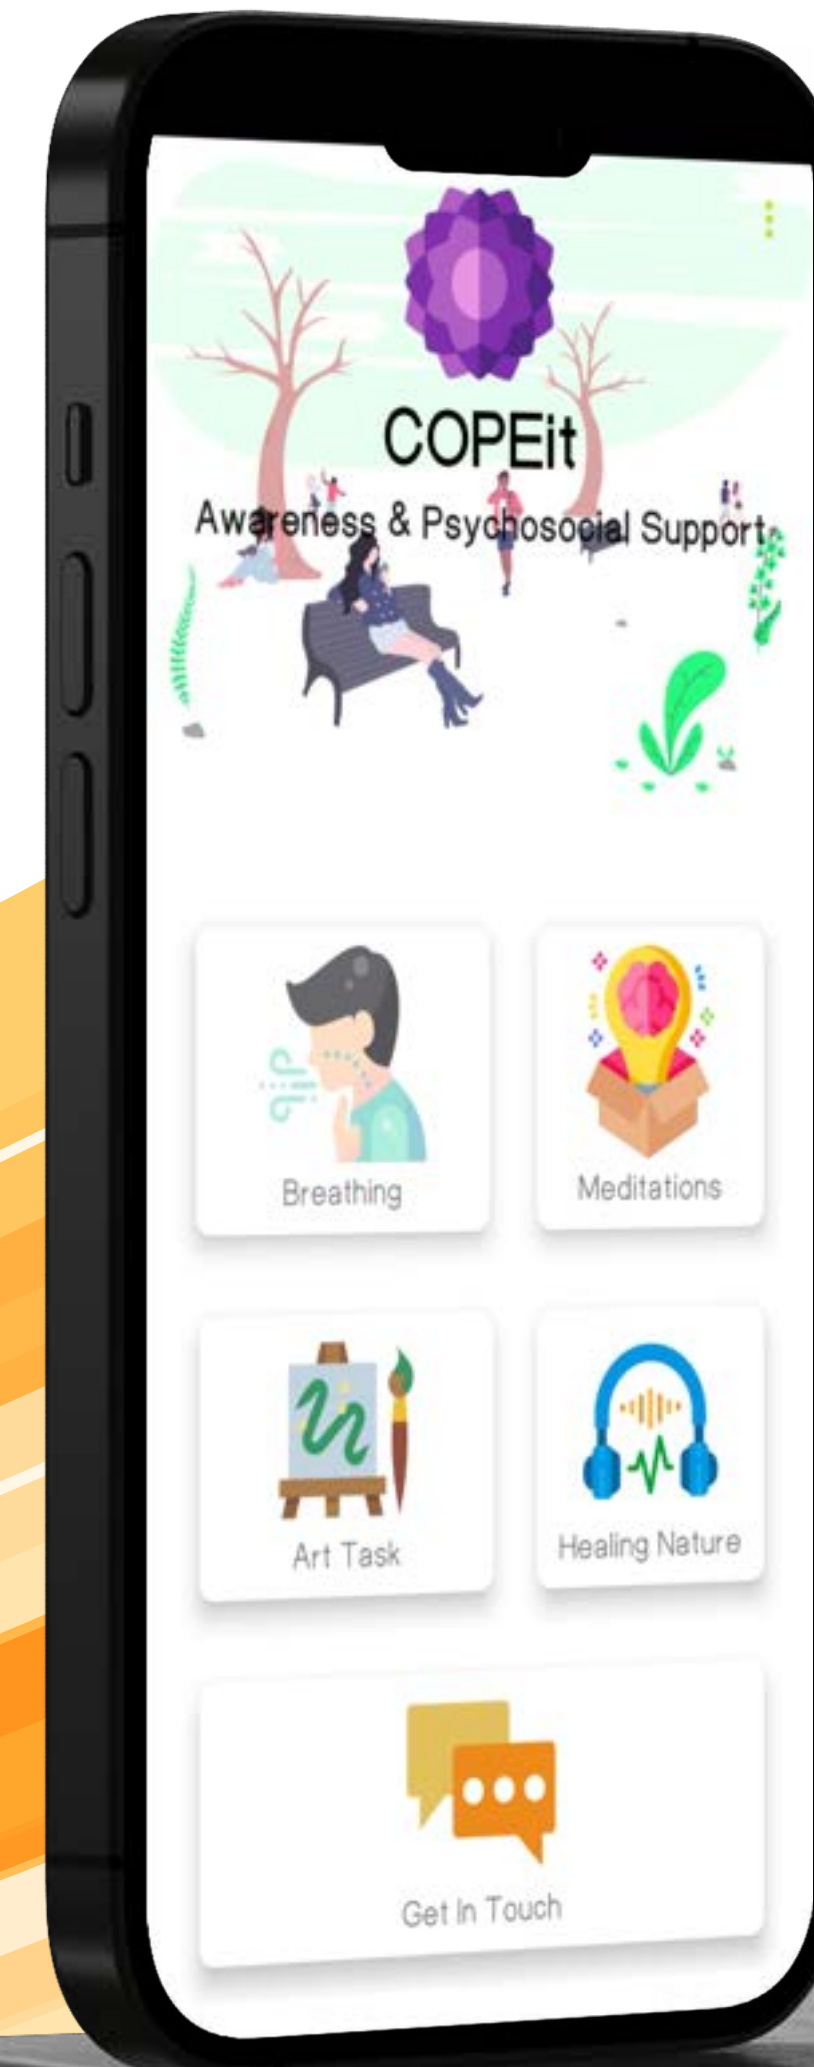 COPEit
Awareness & Psychosocial Support
Breathing
Meditations
Art Task
Healing Nature
Get In Touch